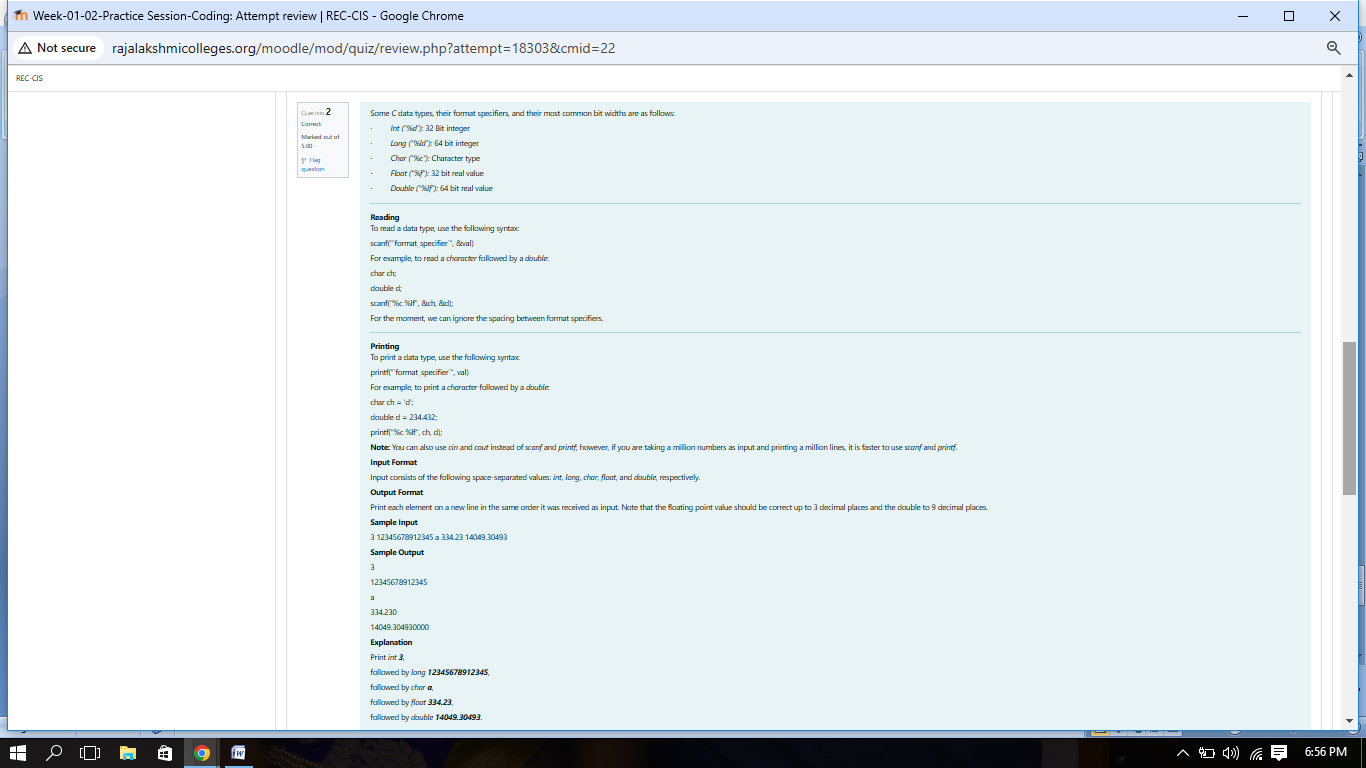 Week-01-02-Practice Session-Coding: Attempt review | REC-CIS - Google Chrome
Not secure rajalakshmicolleges.org/moodle/mod/quiz/review.php?attempt=18303&cmid=22
REC-CIS
Question 2
Correct
Marked out of
5.00
Flag
question
Some C data types, their format specifiers, and their most common bit widths are as follows:
· Int ("%d"): 32 Bit integer
· Long ("%ld"): 64 bit integer
· Char ("%c"): Character type
· Float ("%f"): 32 bit real value
· Double ("%lf"): 64 bit real value
Reading
To read a data type, use the following syntax:
scanf("`format_specifier`", &val)
For example, to read a character followed by a double:
char ch;
double d;
scanf("%c %lf", &ch, &d);
For the moment, we can ignore the spacing between format specifiers.
Printing
To print a data type, use the following syntax:
printf("`format_specifier`", val)
For example, to print a character followed by a double:
char ch = 'd';
double d = 234.432;
printf("%c %lf", ch, d);
Note: You can also use cin and cout instead of scanf and printf; however, if you are taking a million numbers as input and printing a million lines, it is faster to use scanf and printf.
Input Format
Input consists of the following space-separated values: int, long, char, float, and double, respectively.
Output Format
Print each element on a new line in the same order it was received as input. Note that the floating point value should be correct up to 3 decimal places and the double to 9 decimal places.
Sample Input
3 12345678912345 a 334.23 14049.30493
Sample Output
3
12345678912345
a
334.230
14049.304930000
Explanation
Print int 3,
followed by long 12345678912345,
followed by char a,
followed by float 334.23,
followed by double 14049.30493.
6:56 PM